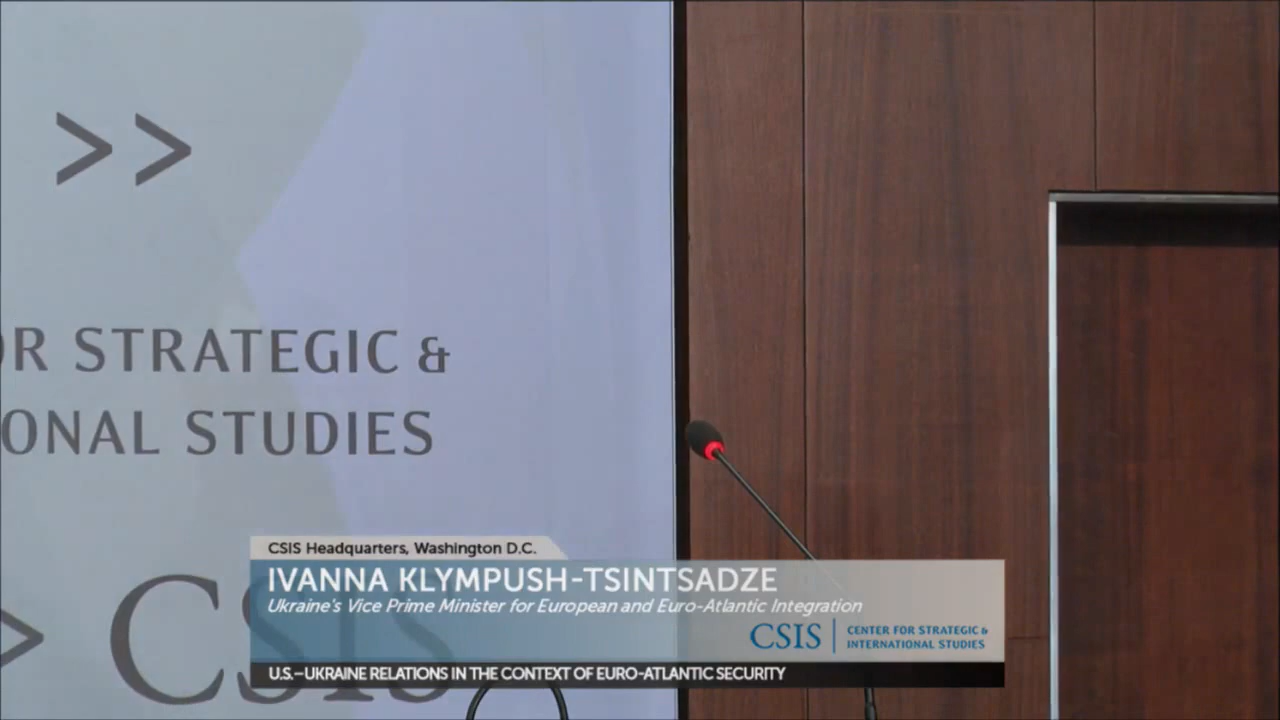 >>
R STRATEGIC &
ONAL STUDIES
> CSIS
CSIS Headquarters, Washington D.C.
IVANNA KLYMPUSH-TSINTSADZE
Ukraine's Vice Prime Minister for European and Euro-Atlantic Integration
CSIS | CENTER FOR STRATEGIC &
INTERNATIONAL STUDIES
U.S.–UKRAINE RELATIONS IN THE CONTEXT OF EURO-ATLANTIC SECURITY